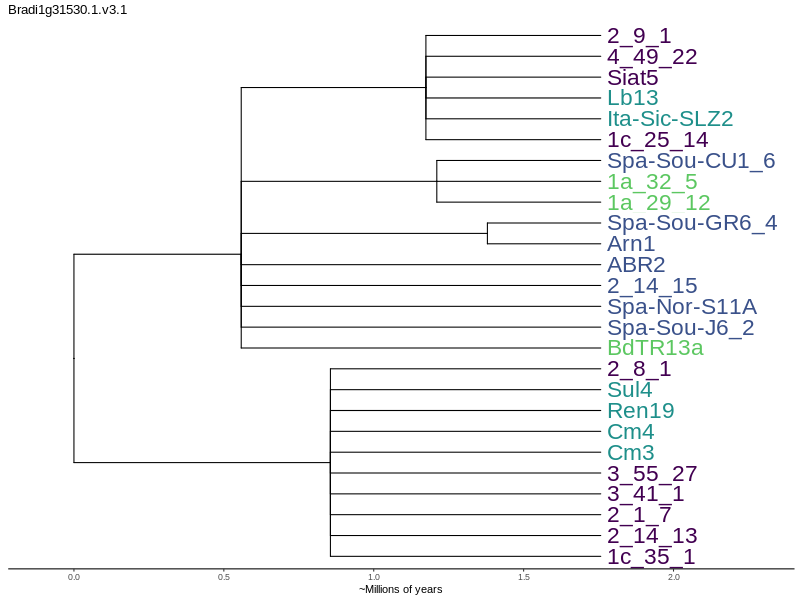 Bradi1g31530.1.v3.1
2_9_1
4_49_22
Siat5
Lb13
Ita-Sic-SLZ2
1c_25_14
Spa-Sou-CU1_6
1a_32_5
1a_29_12
Spa-Sou-GR6_4
Arn1
ABR2
2_14_15
Spa-Nor-S11A
Spa-Sou-J6_2
BdTR13a
2_8_1
Sul4
Ren19
Cm4
Cm3
3_55_27
3_41_1
2_1_7
2_14_13
1c_35_1
0.0 0.5 1.0 1.5 2.0
~Millions of years